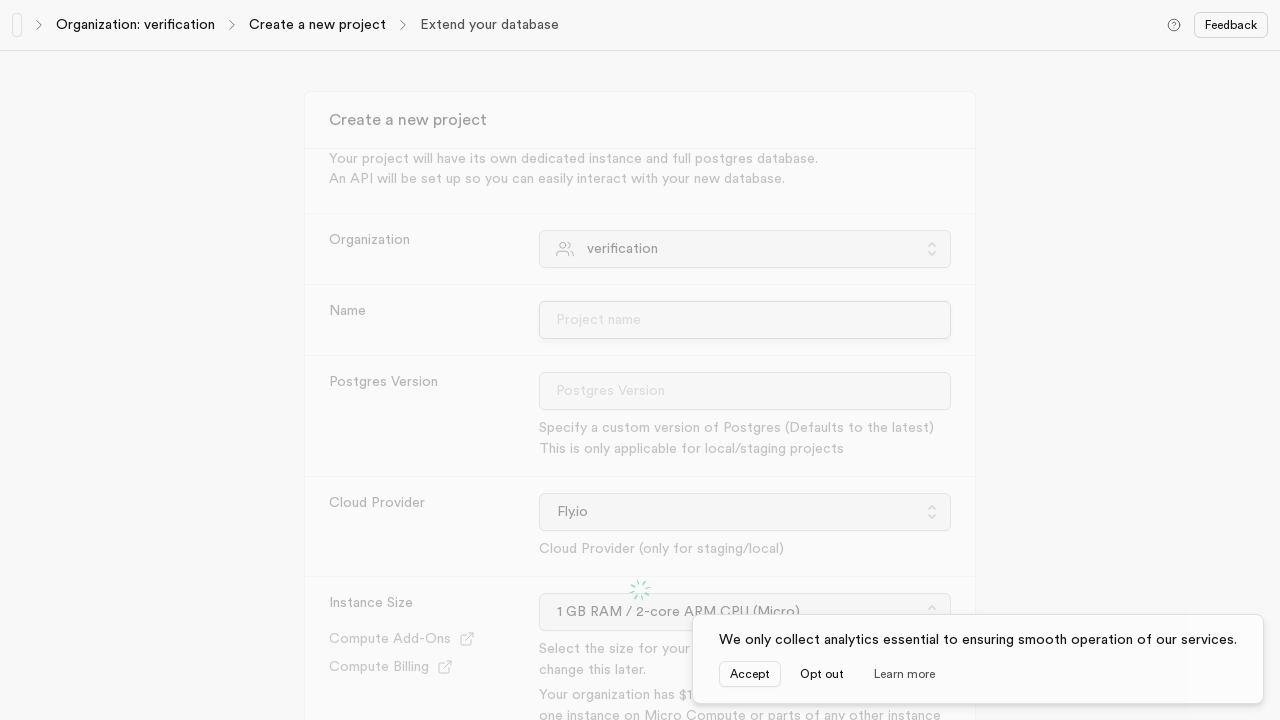 Organization: verification
Create a new project
Extend your database
Feedback
Create a new project
Your project will have its own dedicated instance and full postgres database.
An API will be set up so you can easily interact with your new database.
Organization
verification
Name
Project name
Postgres Version
Postgres Version
Specify a custom version of Postgres (Defaults to the latest)
This is only applicable for local/staging projects
Cloud Provider
Fly.io
Cloud Provider (only for staging/local)
Instance Size
1 GB RAM / 2-core ARM CPU (Micro)
Compute Add-Ons
Compute Billing
Select the size for your
change this later.
Your organization has $1
one instance on Micro Compute or parts of any other instance
We only collect analytics essential to ensuring smooth operation of our services.
Accept
Opt out
Learn more